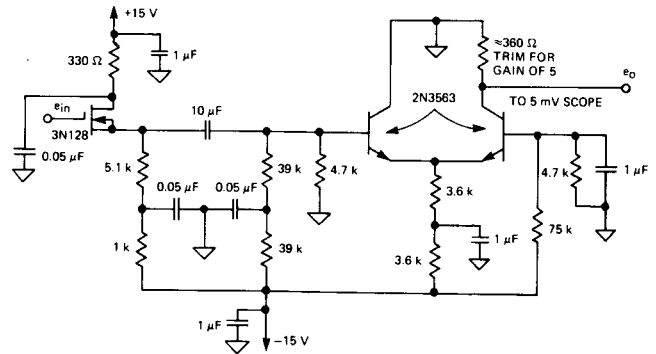 +15 V
330 Ω
1 µF
ein
3N128
0.05 µF
10 µF
5.1 k
0.05 µF
0.05 µF
39 k
4.7 k
1 k
39 k
1 µF
−15 V
2N3563
≈360 Ω
TRIM FOR
GAIN OF 5
eo
TO 5 mV SCOPE
3.6 k
3.6 k
1 µF
4.7 k
1 µF
75 k